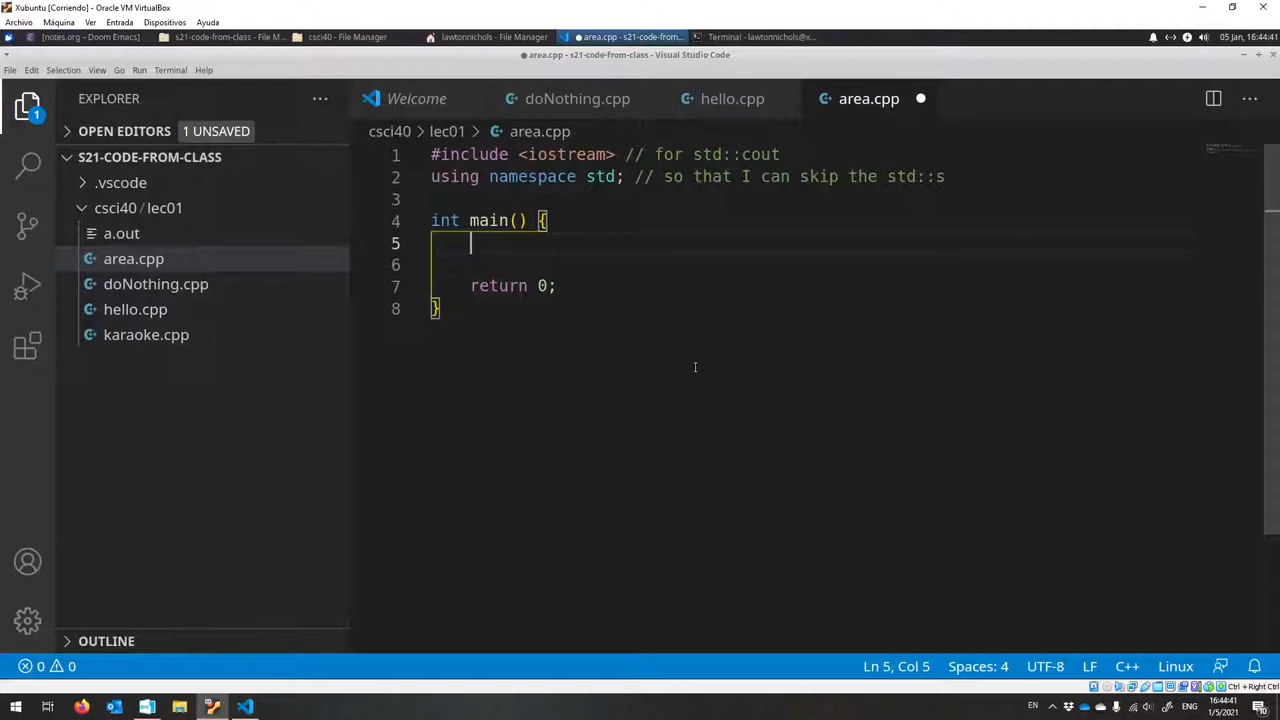 Xubuntu [Corriendo] - Oracle VM VirtualBox
Archivo Máquina Ver Entrada Dispositivos Ayuda
[notes.org – Doom Emacs] s21-code-from-class - File M... csci40 - File Manager lawtonnichols - File Manager ● area.cpp - s21-code-from... Terminal - lawtonnichols@x... 05 Jan, 16:44:41
● area.cpp - s21-code-from-class - Visual Studio Code
File Edit Selection View Go Run Terminal Help
EXPLORER ··· Welcome doNothing.cpp hello.cpp area.cpp ● ···
1
OPEN EDITORS 1 UNSAVED
csci40 > lec01 > area.cpp
S21-CODE-FROM-CLASS
.vscode
csci40 / lec01
a.out
area.cpp
doNothing.cpp
hello.cpp
karaoke.cpp
OUTLINE
1 #include <iostream> // for std::cout
2 using namespace std; // so that I can skip the std::s
3
4 int main() {
5
6
7 return 0;
8 }
0 0 Ln 5, Col 5 Spaces: 4 UTF-8 LF C++ Linux
Ctrl + Right Ctrl
EN ENG 16:44:41
1/5/2021